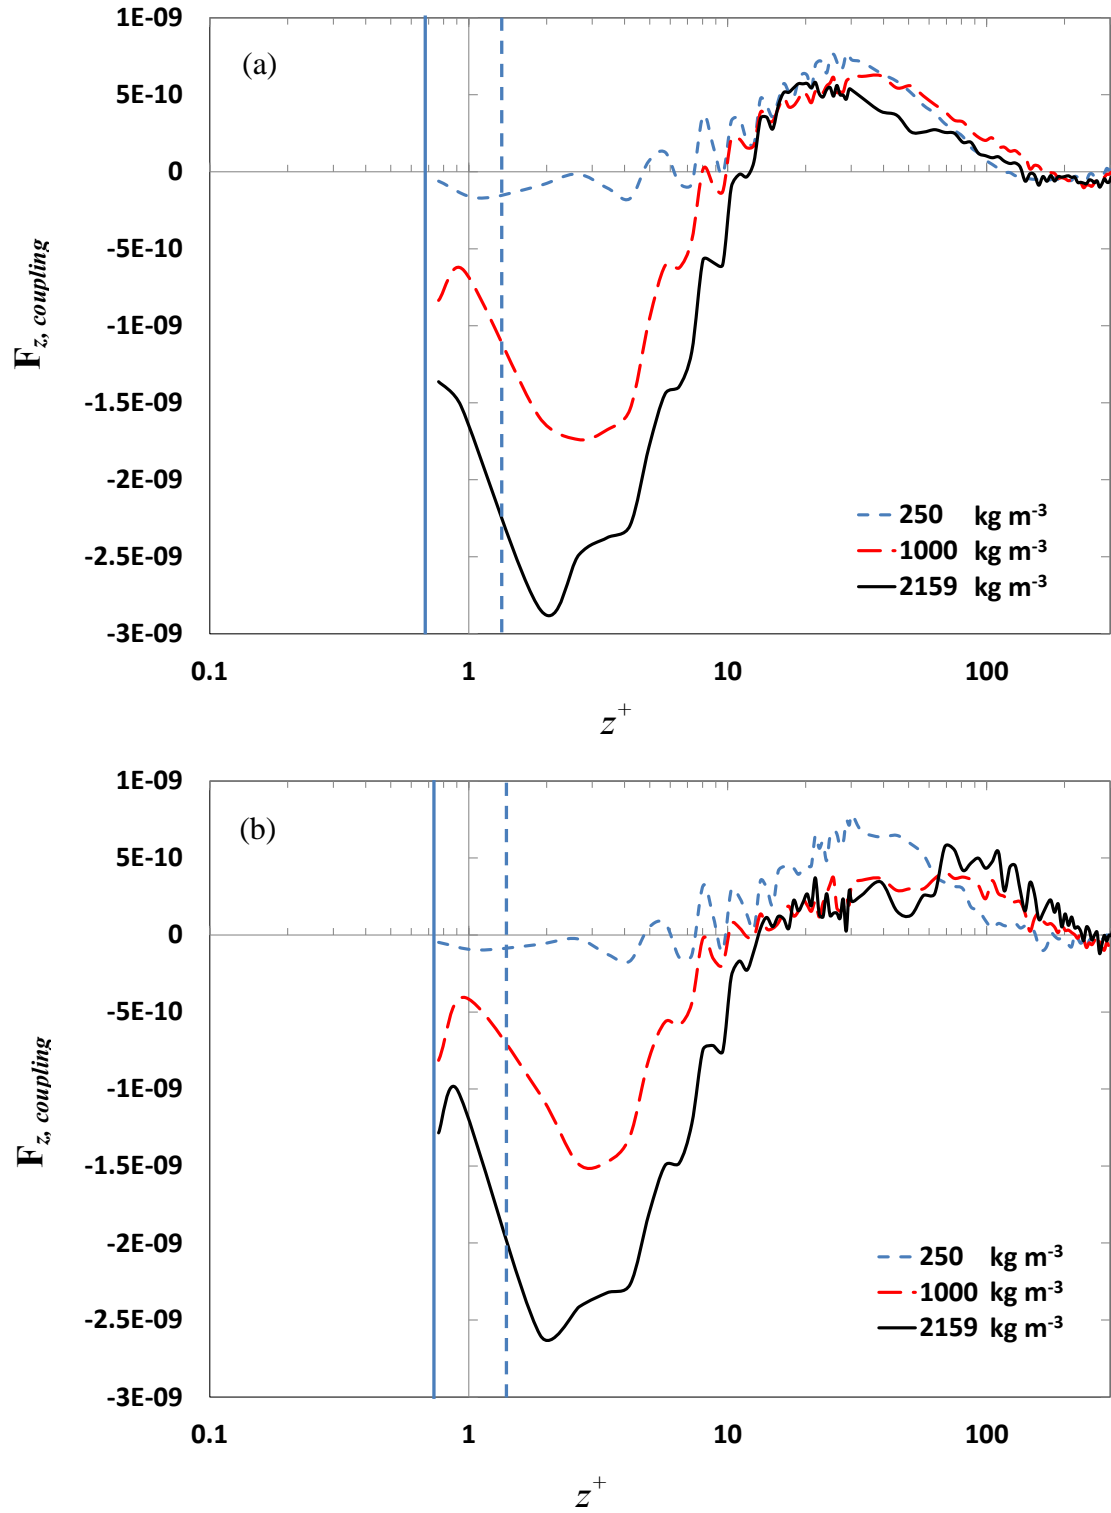 (a)
1E-09
5E-10
0
-5E-10
-1E-09
-1.5E-09
-2E-09
-2.5E-09
-3E-09
F z, coupling
250 kg m-3
1000 kg m-3
2159 kg m-3
0.1 1 10 100
z+
(b)
1E-09
5E-10
0
-5E-10
-1E-09
-1.5E-09
-2E-09
-2.5E-09
-3E-09
F z, coupling
250 kg m-3
1000 kg m-3
2159 kg m-3
0.1 1 10 100
z+